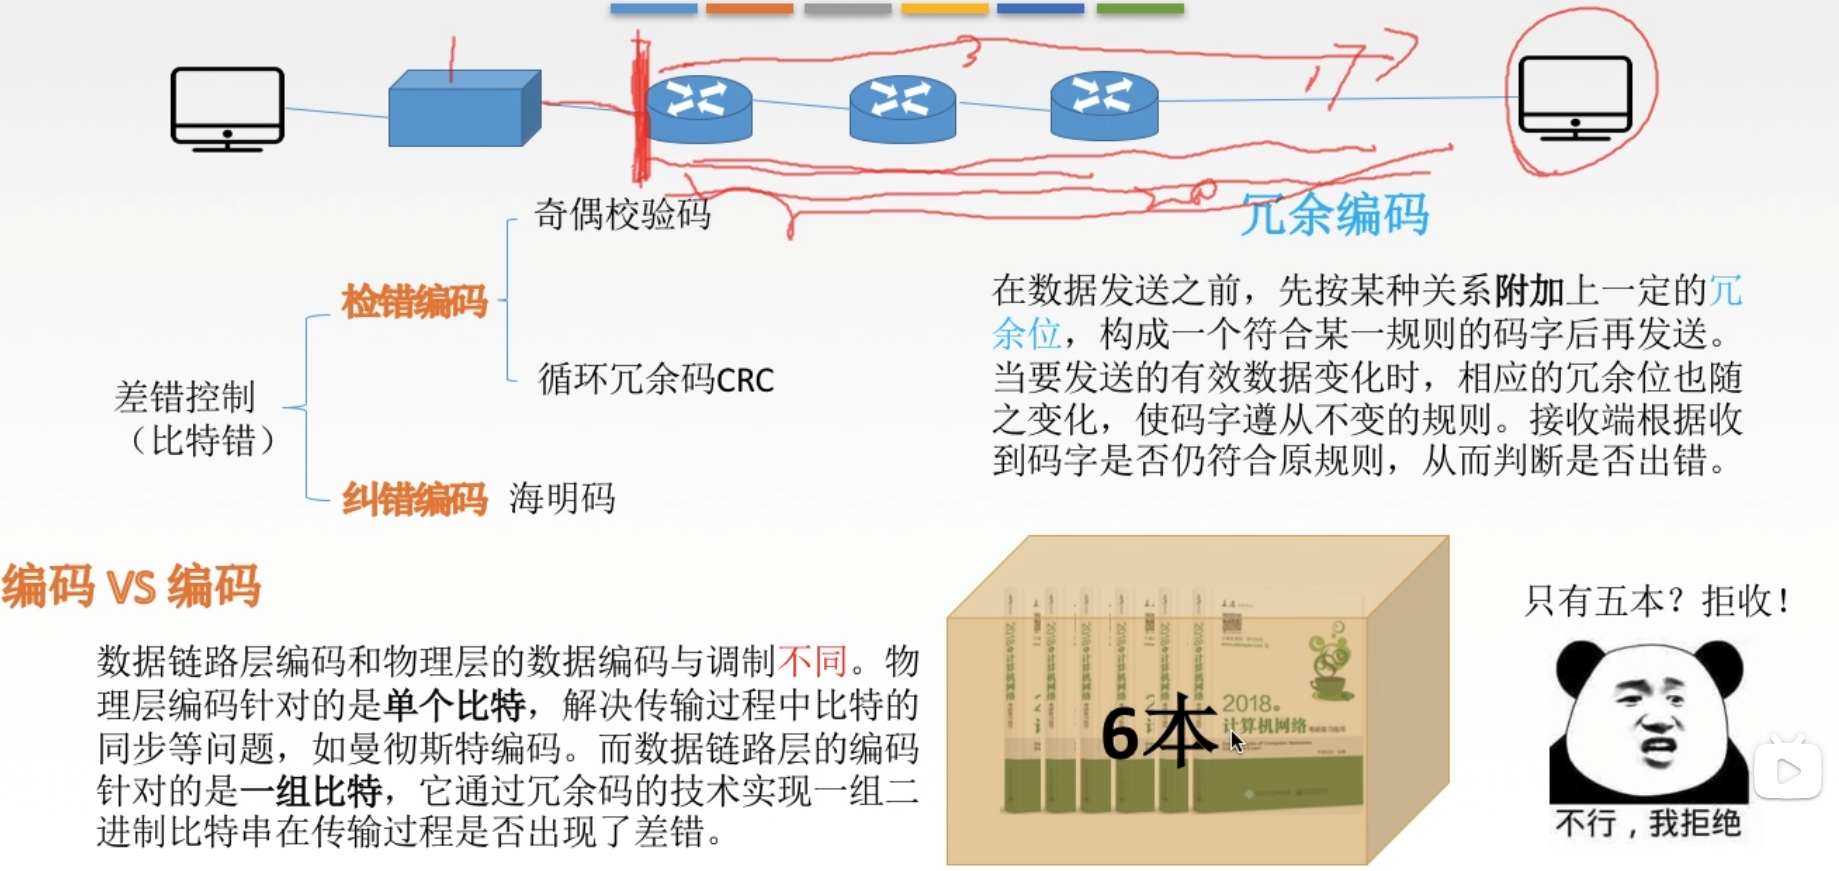 奇偶校验码
冗余编码
检错编码
循环冗余码CRC
差错控制
（比特错）
纠错编码 海明码
在数据发送之前，先按某种关系附加上一定的冗
余位，构成一个符合某一规则的码字后再发送。
当要发送的有效数据变化时，相应的冗余位也随
之变化，使码字遵从不变的规则。接收端根据收
到码字是否仍符合原规则，从而判断是否出错。
编码 VS 编码
数据链路层编码和物理层的数据编码与调制不同。物
理层编码针对的是单个比特，解决传输过程中比特的
同步等问题，如曼彻斯特编码。而数据链路层的编码
针对的是一组比特，它通过冗余码的技术实现一组二
进制比特串在传输过程是否出现了差错。
2018
计算机网络
6本
只有五本？拒收！
不行，我拒绝